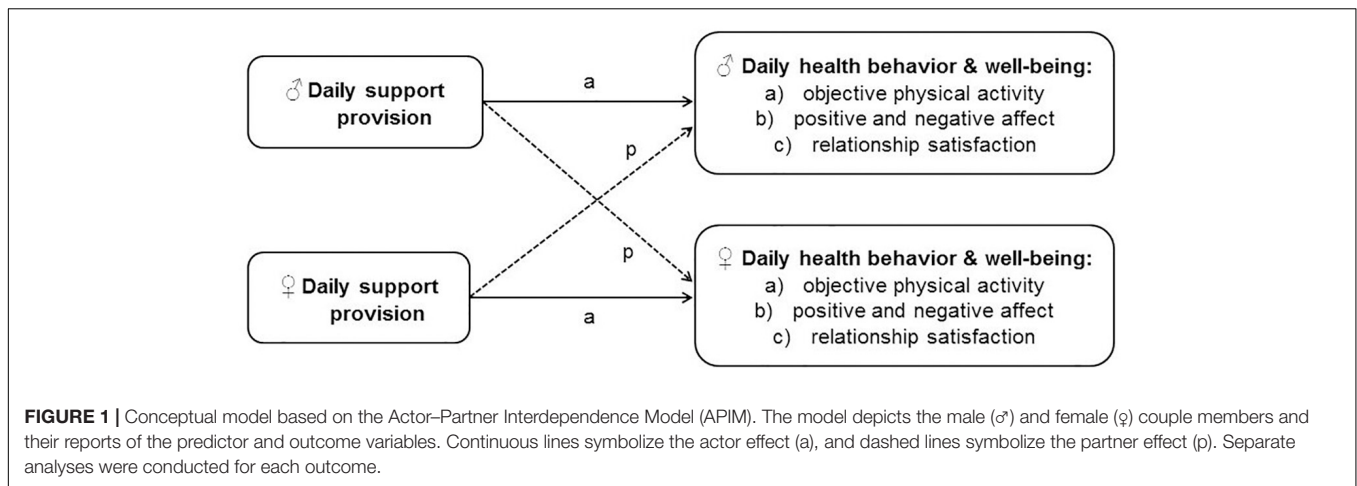 ♂ Daily support
provision
♂ Daily health behavior & well-being:
a) objective physical activity
b) positive and negative affect
c) relationship satisfaction
a
p
p
a
♀ Daily support
provision
♀ Daily health behavior & well-being:
a) objective physical activity
b) positive and negative affect
c) relationship satisfaction
FIGURE 1 | Conceptual model based on the Actor–Partner Interdependence Model (APIM). The model depicts the male (♂) and female (♀) couple members and
their reports of the predictor and outcome variables. Continuous lines symbolize the actor effect (a), and dashed lines symbolize the partner effect (p). Separate
analyses were conducted for each outcome.